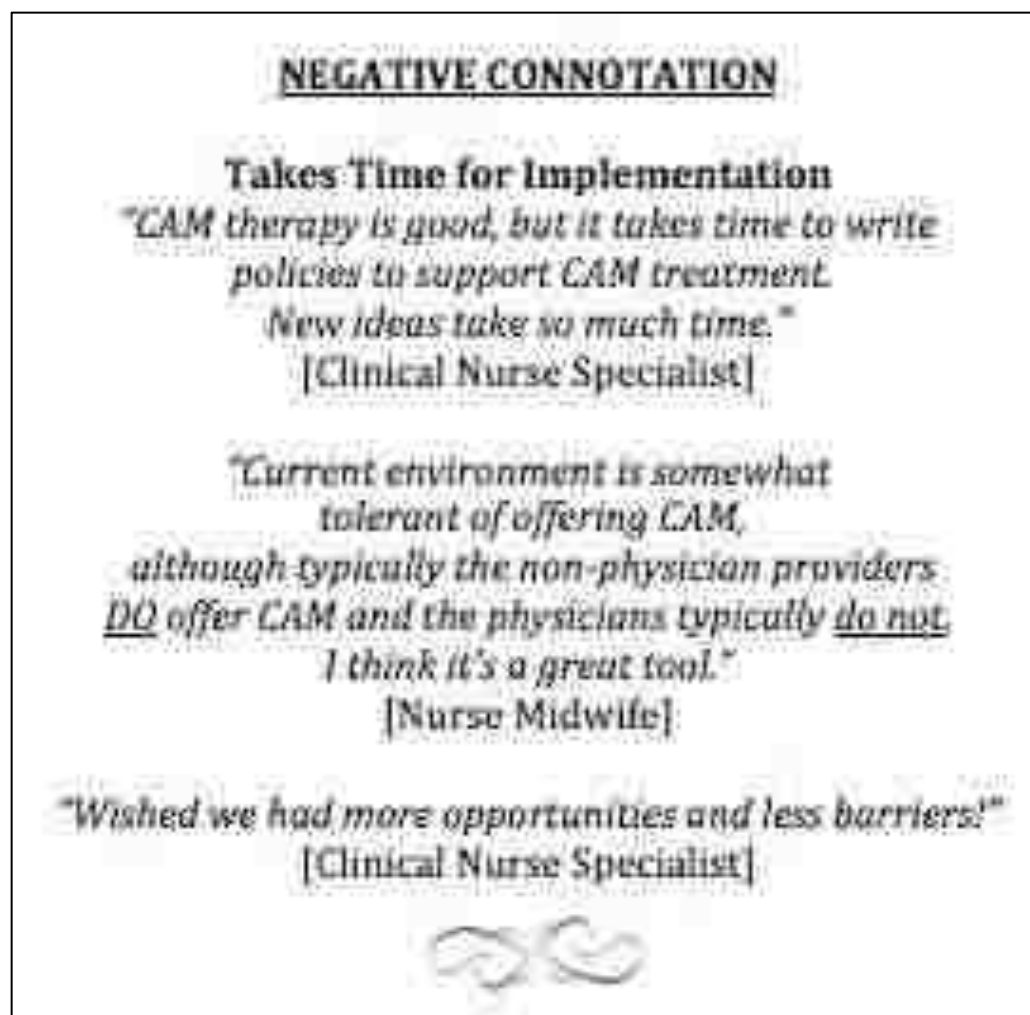 NEGATIVE CONNOTATION
Takes Time for Implementation
"CAM therapy is good, but it takes time to write
policies to support CAM treatment.
New ideas take so much time."
[Clinical Nurse Specialist]
"Current environment is somewhat
tolerant of offering CAM,
although typically the non-physician providers
DO offer CAM and the physicians typically do not.
I think it's a great tool."
[Nurse Midwife]
"Wished we had more opportunities and less barriers!"
[Clinical Nurse Specialist]